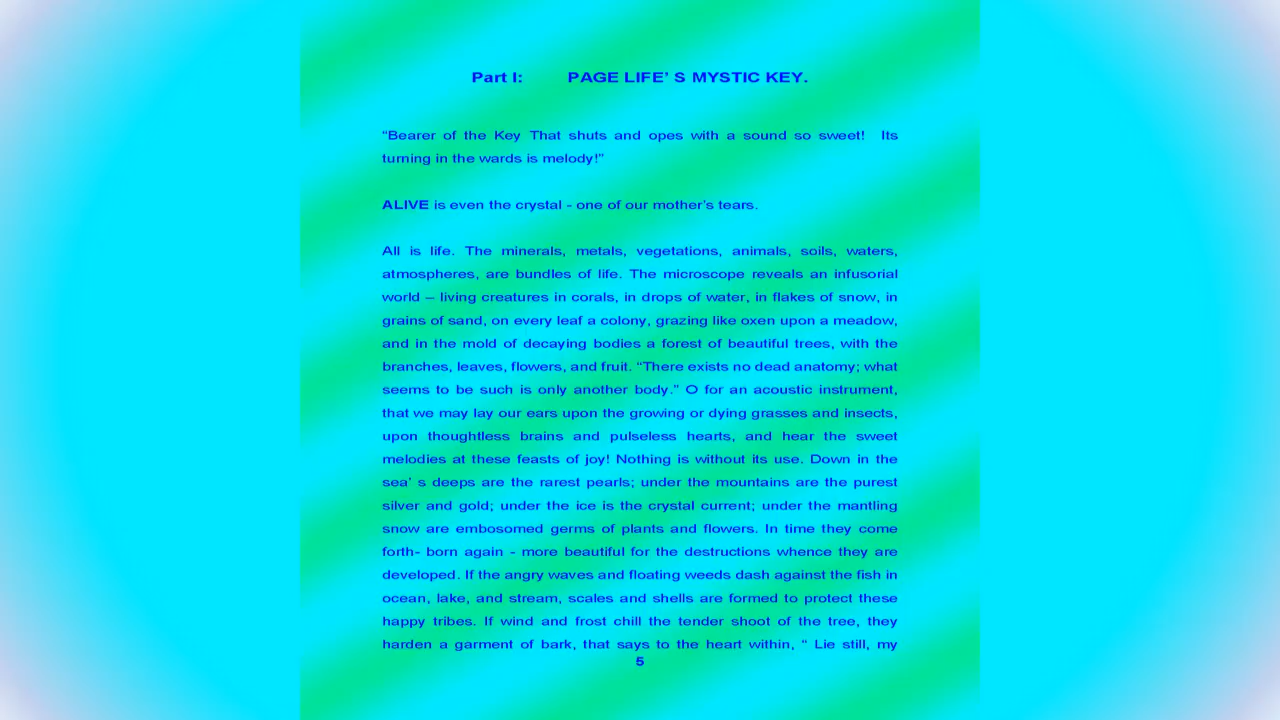 Part I: PAGE LIFE' S MYSTIC KEY.
"Bearer of the Key That shuts and opes with a sound so sweet! Its
turning in the wards is melody!"
ALIVE is even the crystal - one of our mother's tears.
All is life. The minerals, metals, vegetations, animals, soils, waters,
atmospheres, are bundles of life. The microscope reveals an infusorial
world – living creatures in corals, in drops of water, in flakes of snow, in
grains of sand, on every leaf a colony, grazing like oxen upon a meadow,
and in the mold of decaying bodies a forest of beautiful trees, with the
branches, leaves, flowers, and fruit. "There exists no dead anatomy; what
seems to be such is only another body." O for an acoustic instrument,
that we may lay our ears upon the growing or dying grasses and insects,
upon thoughtless brains and pulseless hearts, and hear the sweet
melodies at these feasts of joy! Nothing is without its use. Down in the
sea' s deeps are the rarest pearls; under the mountains are the purest
silver and gold; under the ice is the crystal current; under the mantling
snow are embosomed germs of plants and flowers. In time they come
forth- born again - more beautiful for the destructions whence they are
developed. If the angry waves and floating weeds dash against the fish in
ocean, lake, and stream, scales and shells are formed to protect these
happy tribes. If wind and frost chill the tender shoot of the tree, they
harden a garment of bark, that says to the heart within, " Lie still, my
5